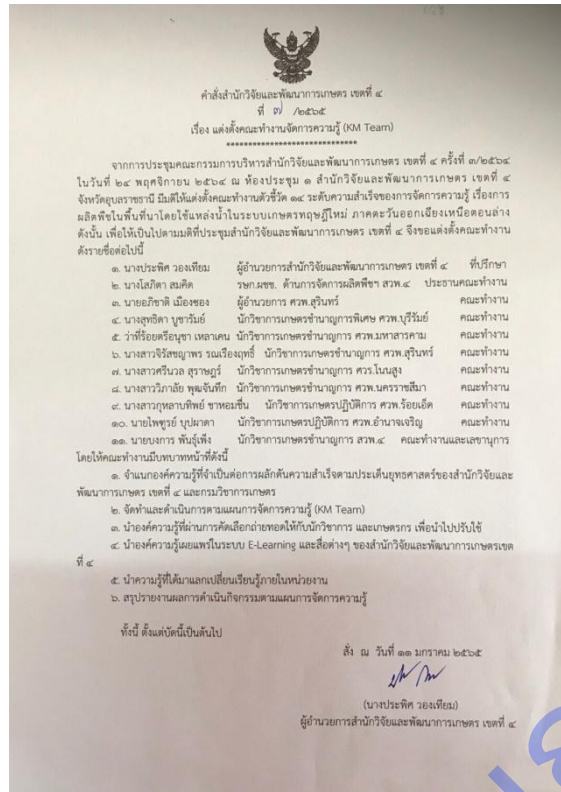 คำสั่งสำนักวิจัยและพัฒนาการเกษตร เขตที่ ๔
ที่ ๗ /๒๕๖๕
เรื่อง แต่งตั้งคณะทำงานจัดการความรู้ (KM Team)
******************************
จากการประชุมคณะกรรมการบริหารสำนักวิจัยและพัฒนาการเกษตร เขตที่ ๔ ครั้งที่ ๓/๒๕๖๔
ในวันที่ ๒๔ พฤศจิกายน ๒๕๖๔ ณ ห้องประชุม ๑ สำนักวิจัยและพัฒนาการเกษตร เขตที่ ๔
จังหวัดอุบลราชธานี มีมติให้แต่งตั้งคณะทำงานตัวชี้วัด ๑๔ ระดับความสำเร็จของการจัดการความรู้ เรื่องการ
ผลิตพืชในพื้นที่นาโดยใช้แหล่งน้ำในระบบเกษตรทฤษฎีใหม่ ภาคตะวันออกเฉียงเหนือตอนล่าง
ดังนั้น เพื่อให้เป็นไปตามมติที่ประชุมสำนักวิจัยและพัฒนาการเกษตร เขตที่ ๔ จึงขอแต่งตั้งคณะทำงาน
ดังรายชื่อต่อไปนี้
๑. นางประพิศ วองเทียม ผู้อำนวยการสำนักวิจัยและพัฒนาการเกษตร เขตที่ ๔ ที่ปรึกษา
๒. นางโสภิตา สมคิด รษก.ผชช. ด้านการจัดการผลิตพืชฯ สวพ.๔ ประธานคณะทำงาน
๓. นายอภิชาติ เมืองซอง ผู้อำนวยการ ศวพ.สุรินทร์ คณะทำงาน
๔. นางสุทธิดา บูชารัมย์ นักวิชาการเกษตรชำนาญการพิเศษ ศวพ.บุรีรัมย์ คณะทำงาน
๕. ว่าที่ร้อยตรีอนุชา เหลาเคน นักวิชาการเกษตรชำนาญการ ศวพ.มหาสารคาม คณะทำงาน
๖. นางสาวจิรัสชญาพร รณเรืองฤทธิ์ นักวิชาการเกษตรชำนาญการ ศวพ.สุรินทร์ คณะทำงาน
๗. นางสาวศรีนวล สุราษฎร์ นักวิชาการเกษตรชำนาญการ ศวร.โนนสูง คณะทำงาน
๘. นางสาววิภาลัย พุฒจันทึก นักวิชาการเกษตรชำนาญการ ศวพ.นครราชสีมา คณะทำงาน
๙. นางสาวกุหลาบทิพย์ ชาหอมชื่น นักวิชาการเกษตรปฏิบัติการ ศวพ.ร้อยเอ็ด คณะทำงาน
๑๐. นายไพฑูรย์ บุปผาดา นักวิชาการเกษตรปฏิบัติการ ศวพ.อำนาจเจริญ คณะทำงาน
๑๑. นายบงการ พันธุ์เพ็ง นักวิชาการเกษตรชำนาญการ สวพ.๔ คณะทำงานและเลขานุการ
โดยให้คณะทำงานมีบทบาทหน้าที่ดังนี้
๑. จำแนกองค์ความรู้ที่จำเป็นต่อการผลักดันความสำเร็จตามประเด็นยุทธศาสตร์ของสำนักวิจัยและ
พัฒนาการเกษตร เขตที่ ๔ และกรมวิชาการเกษตร
๒. จัดทำและดำเนินการตามแผนการจัดการความรู้ (KM Team)
๓. นำองค์ความรู้ที่ผ่านการคัดเลือกถ่ายทอดให้กับนักวิชาการ และเกษตรกร เพื่อนำไปปรับใช้
๔. นำองค์ความรู้เผยแพร่ในระบบ E-Learning และสื่อต่างๆ ของสำนักวิจัยและพัฒนาการเกษตรเขต
ที่ ๔
๕. นำความรู้ที่ได้มาแลกเปลี่ยนเรียนรู้ภายในหน่วยงาน
๖. สรุปรายงานผลการดำเนินกิจกรรมตามแผนการจัดการความรู้
ทั้งนี้ ตั้งแต่บัดนี้เป็นต้นไป
สั่ง ณ วันที่ ๑๑ มกราคม ๒๕๖๕
(นางประพิศ วองเทียม)
ผู้อำนวยการสำนักวิจัยและพัฒนาการเกษตร เขตที่ ๔